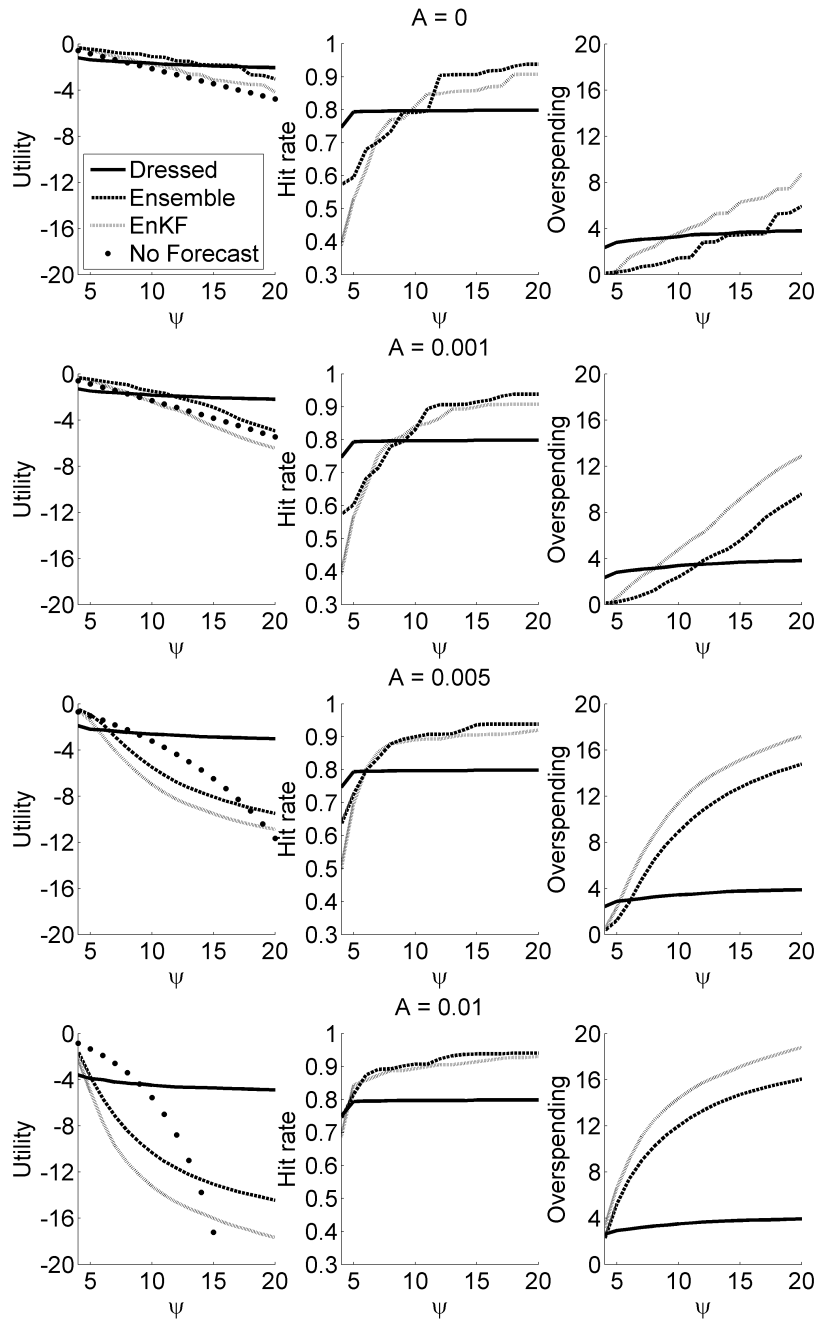 A = 0
0
-4
-8
-12
-16
-20
Utility
Dressed
Ensemble
EnKF
No Forecast
5 10 15 20
ψ
1
0.9
0.8
0.7
0.6
0.5
0.4
0.3
Hit rate
5 10 15 20
ψ
20
16
12
8
4
0
Overspending
5 10 15 20
ψ
A = 0.001
0
-4
-8
-12
-16
-20
Utility
5 10 15 20
ψ
1
0.9
0.8
0.7
0.6
0.5
0.4
0.3
Hit rate
5 10 15 20
ψ
20
16
12
8
4
0
Overspending
5 10 15 20
ψ
A = 0.005
0
-4
-8
-12
-16
-20
Utility
5 10 15 20
ψ
1
0.9
0.8
0.7
0.6
0.5
0.4
0.3
Hit rate
5 10 15 20
ψ
20
16
12
8
4
0
Overspending
5 10 15 20
ψ
A = 0.01
0
-4
-8
-12
-16
-20
Utility
5 10 15 20
ψ
1
0.9
0.8
0.7
0.6
0.5
0.4
0.3
Hit rate
5 10 15 20
ψ
20
16
12
8
4
0
Overspending
5 10 15 20
ψ